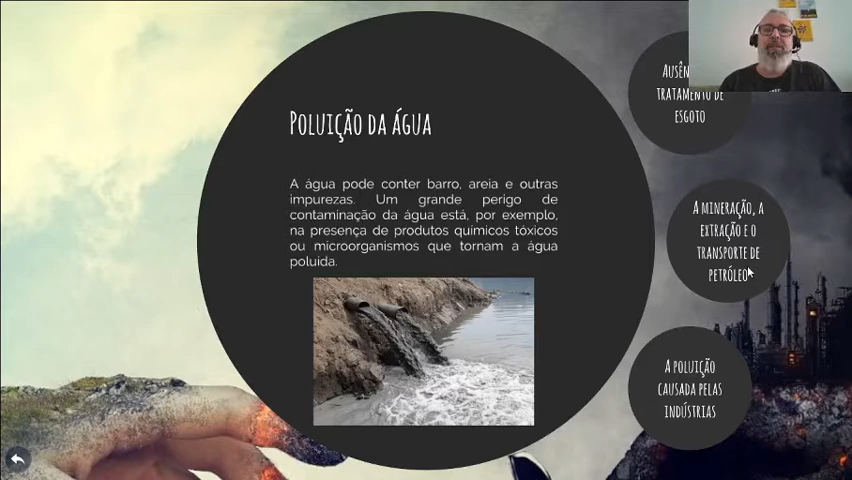 Poluição da água
A água pode conter barro, areia e outras
impurezas. Um grande perigo de
contaminação da água está, por exemplo,
na presença de produtos químicos tóxicos
ou microorganismos que tornam a água
poluida.
tratamento de
esgoto
A mineração, a
extração e o
transporte de
petróleo
A poluição
causada pelas
indústrias